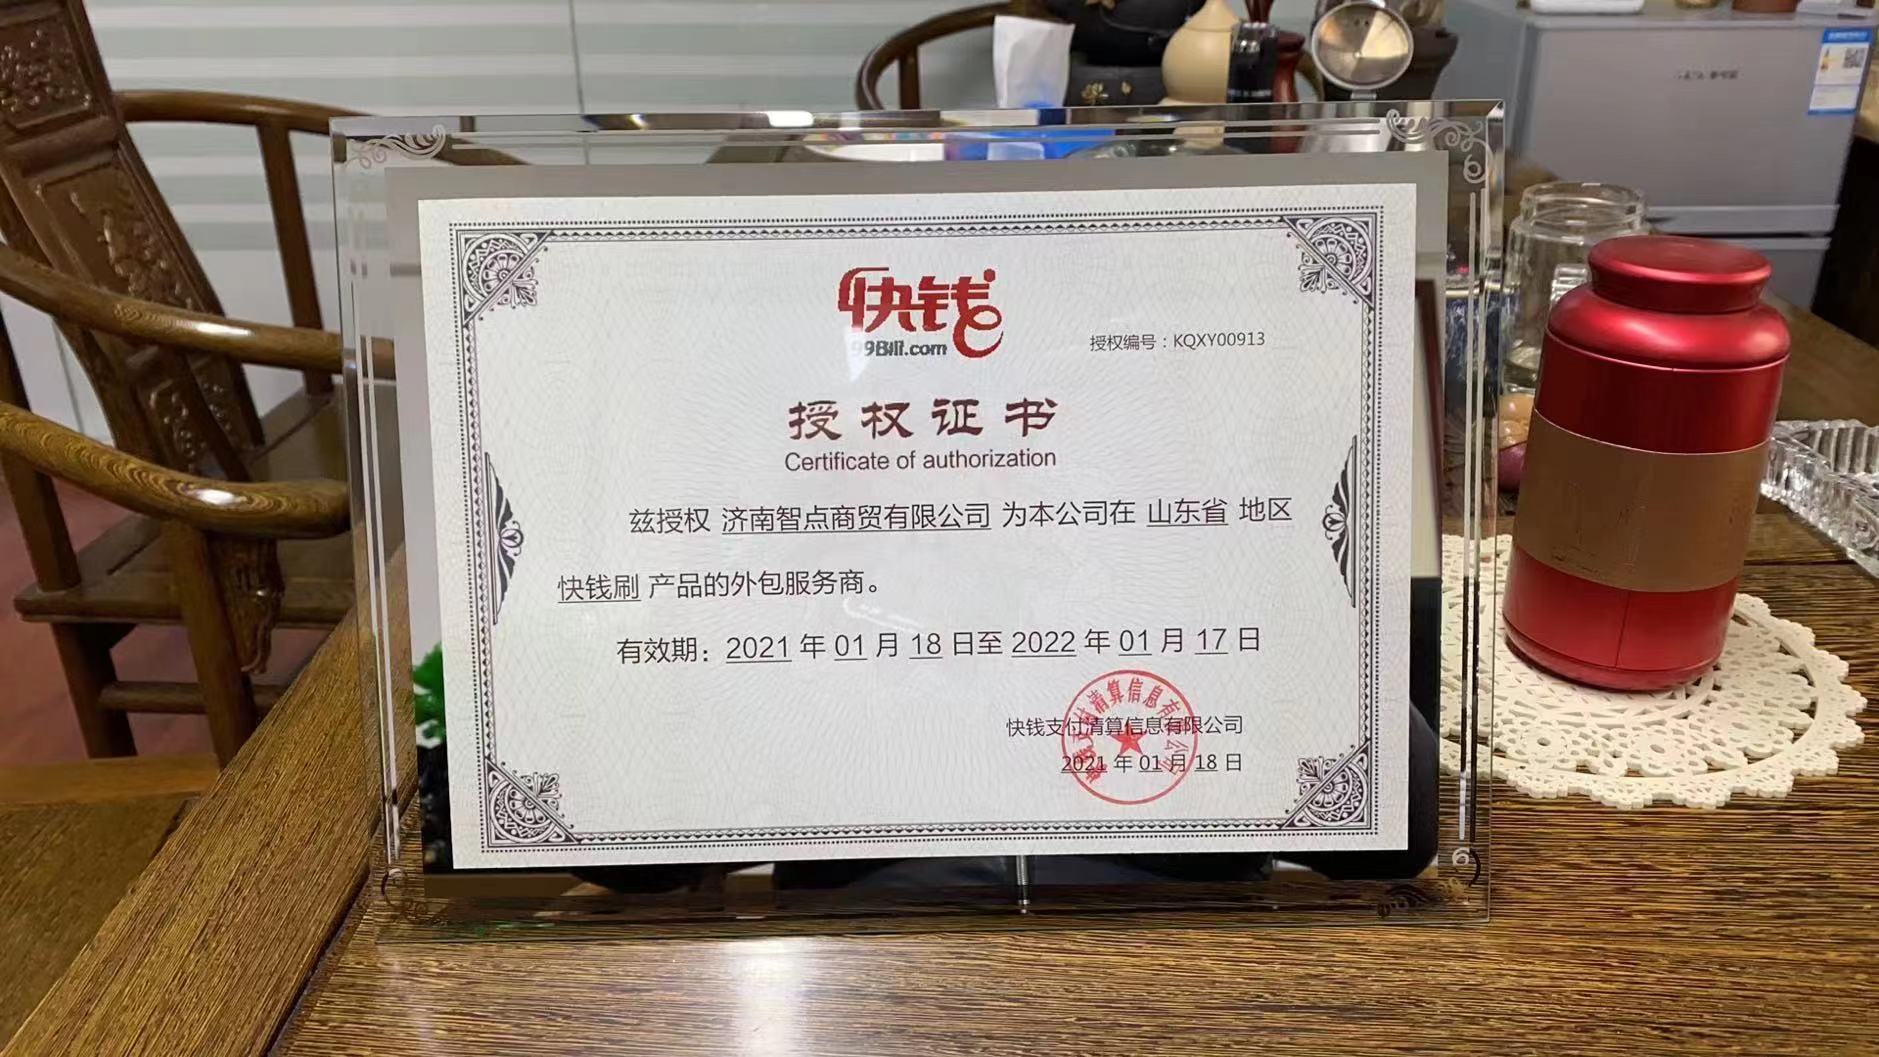 快钱
99Bill.com
授权编号：KQXY00913
授权证书
Certificate of authorization
兹授权 济南智点商贸有限公司 为本公司在 山东省 地区
快钱刷 产品的外包服务商。
有效期：2021 年 01 月 18 日至 2022 年 01 月 17 日
快钱支付清算信息有限公司
2021 年 01 月 18 日